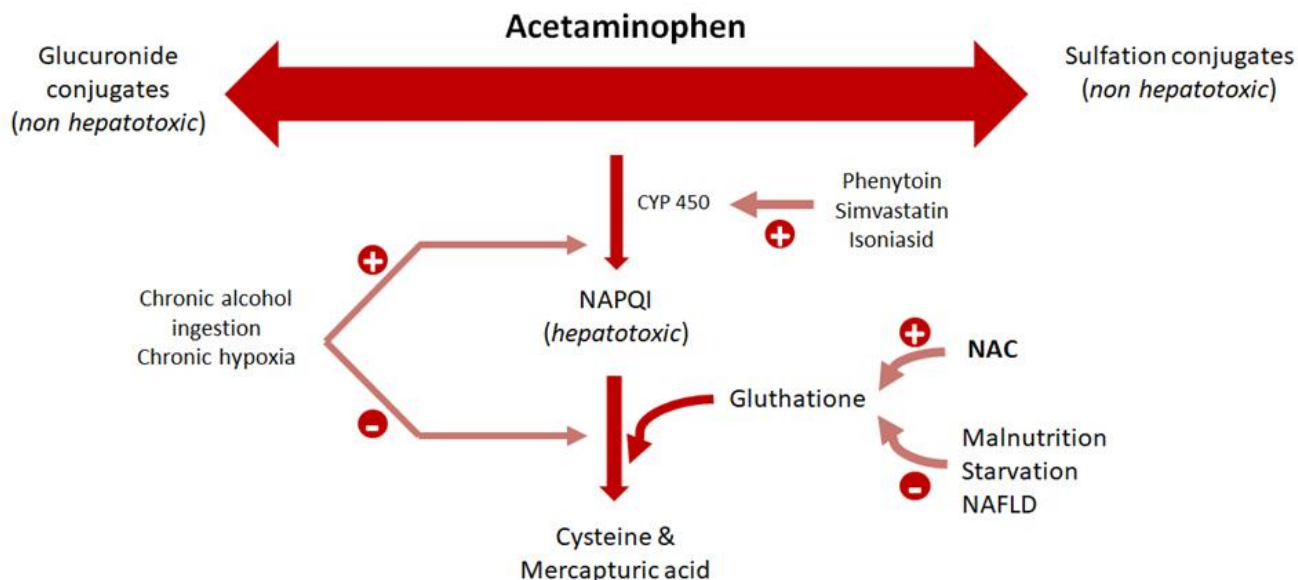 Acetaminophen
Glucuronide
conjugates
(non hepatotoxic)
Sulfation conjugates
(non hepatotoxic)
CYP 450
Phenytoin
Simvastatin
Isoniasid
+
+
Chronic alcohol
ingestion
Chronic hypoxia
NAPQI
(hepatotoxic)
+
NAC
-
Gluthatione
Malnutrition
Starvation
NAFLD
-
Cysteine &
Mercapturic acid